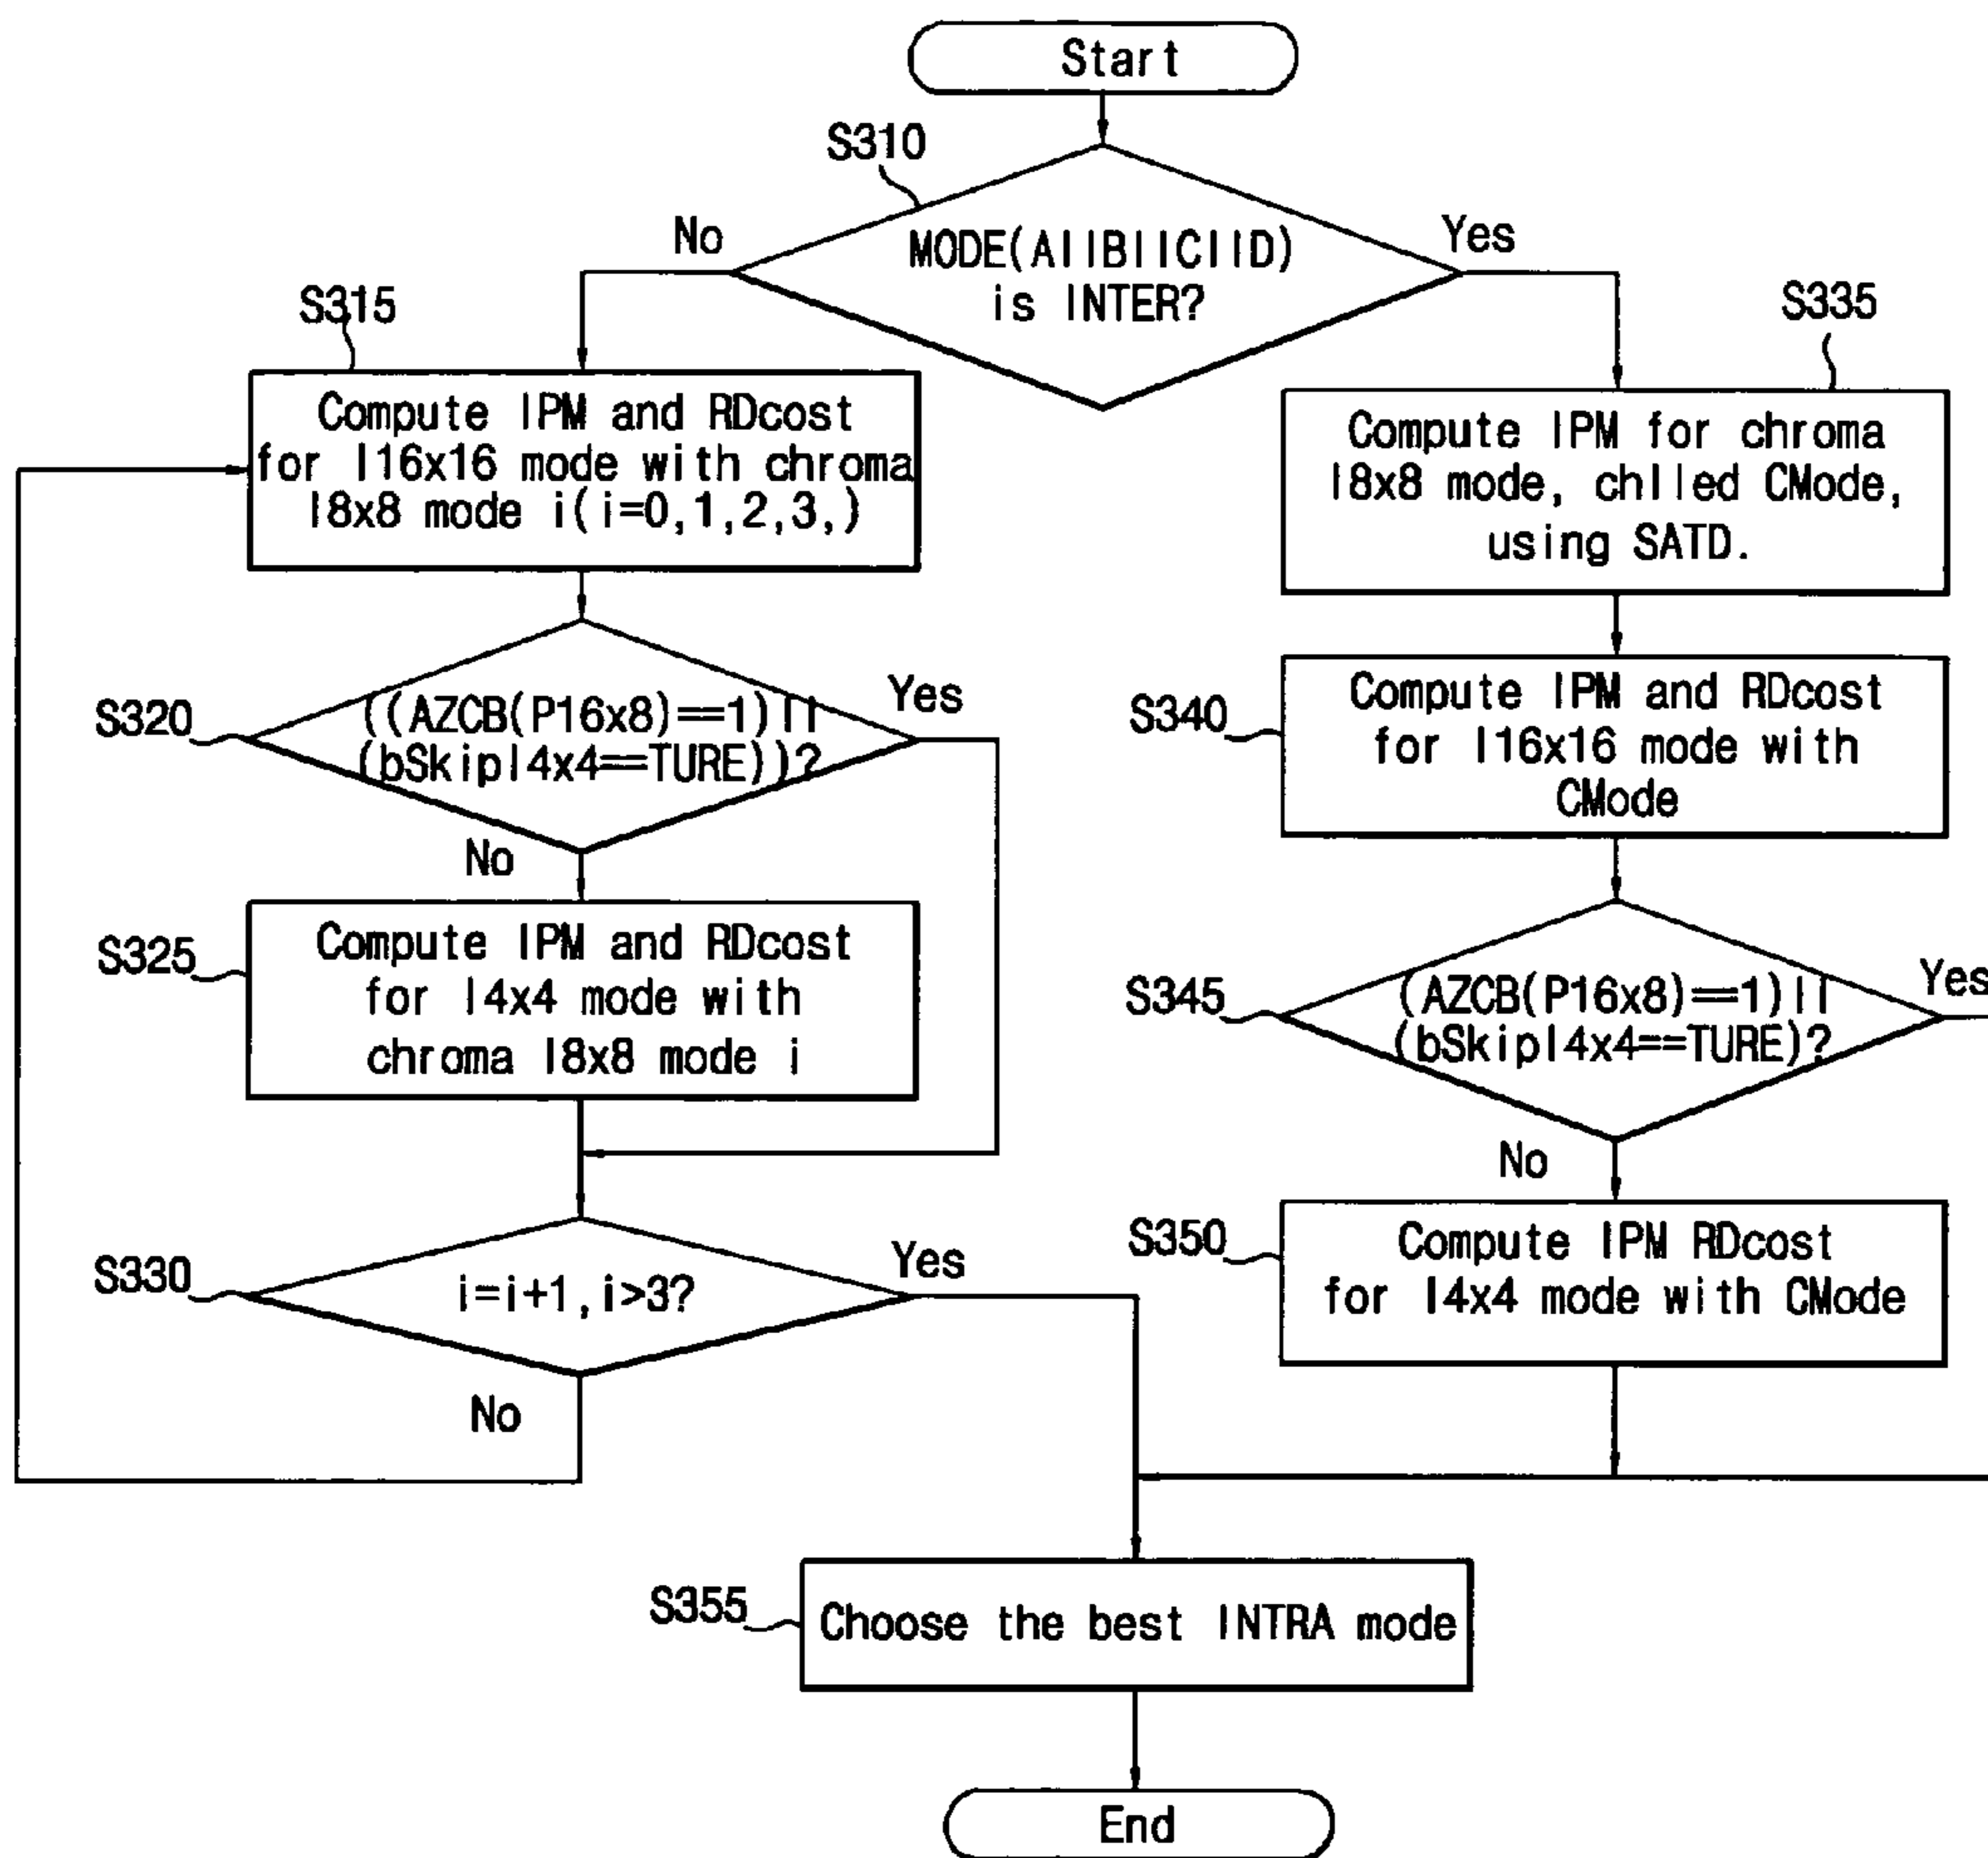 Start
S310
MODE(A||B||C||D)
is INTER?
No
Yes
S315
Compute IPM and RDcost
for I16x16 mode with chroma
I8x8 mode i(i=0,1,2,3,)
S320
((AZCB(P16x8)==1)||
(bSkipI4x4==TURE))?
Yes
No
S325
Compute IPM and RDcost
for I4x4 mode with
chroma I8x8 mode i
S330
i=i+1,i>3?
Yes
No
S335
Compute IPM for chroma
I8x8 mode, chlled CMode,
using SATD.
S340
Compute IPM and RDcost
for I16x16 mode with
CMode
S345
(AZCB(P16x8)==1)||
(bSkipI4x4==TURE)?
Yes
No
S350
Compute IPM RDcost
for I4x4 mode with CMode
S355
Choose the best INTRA mode
End